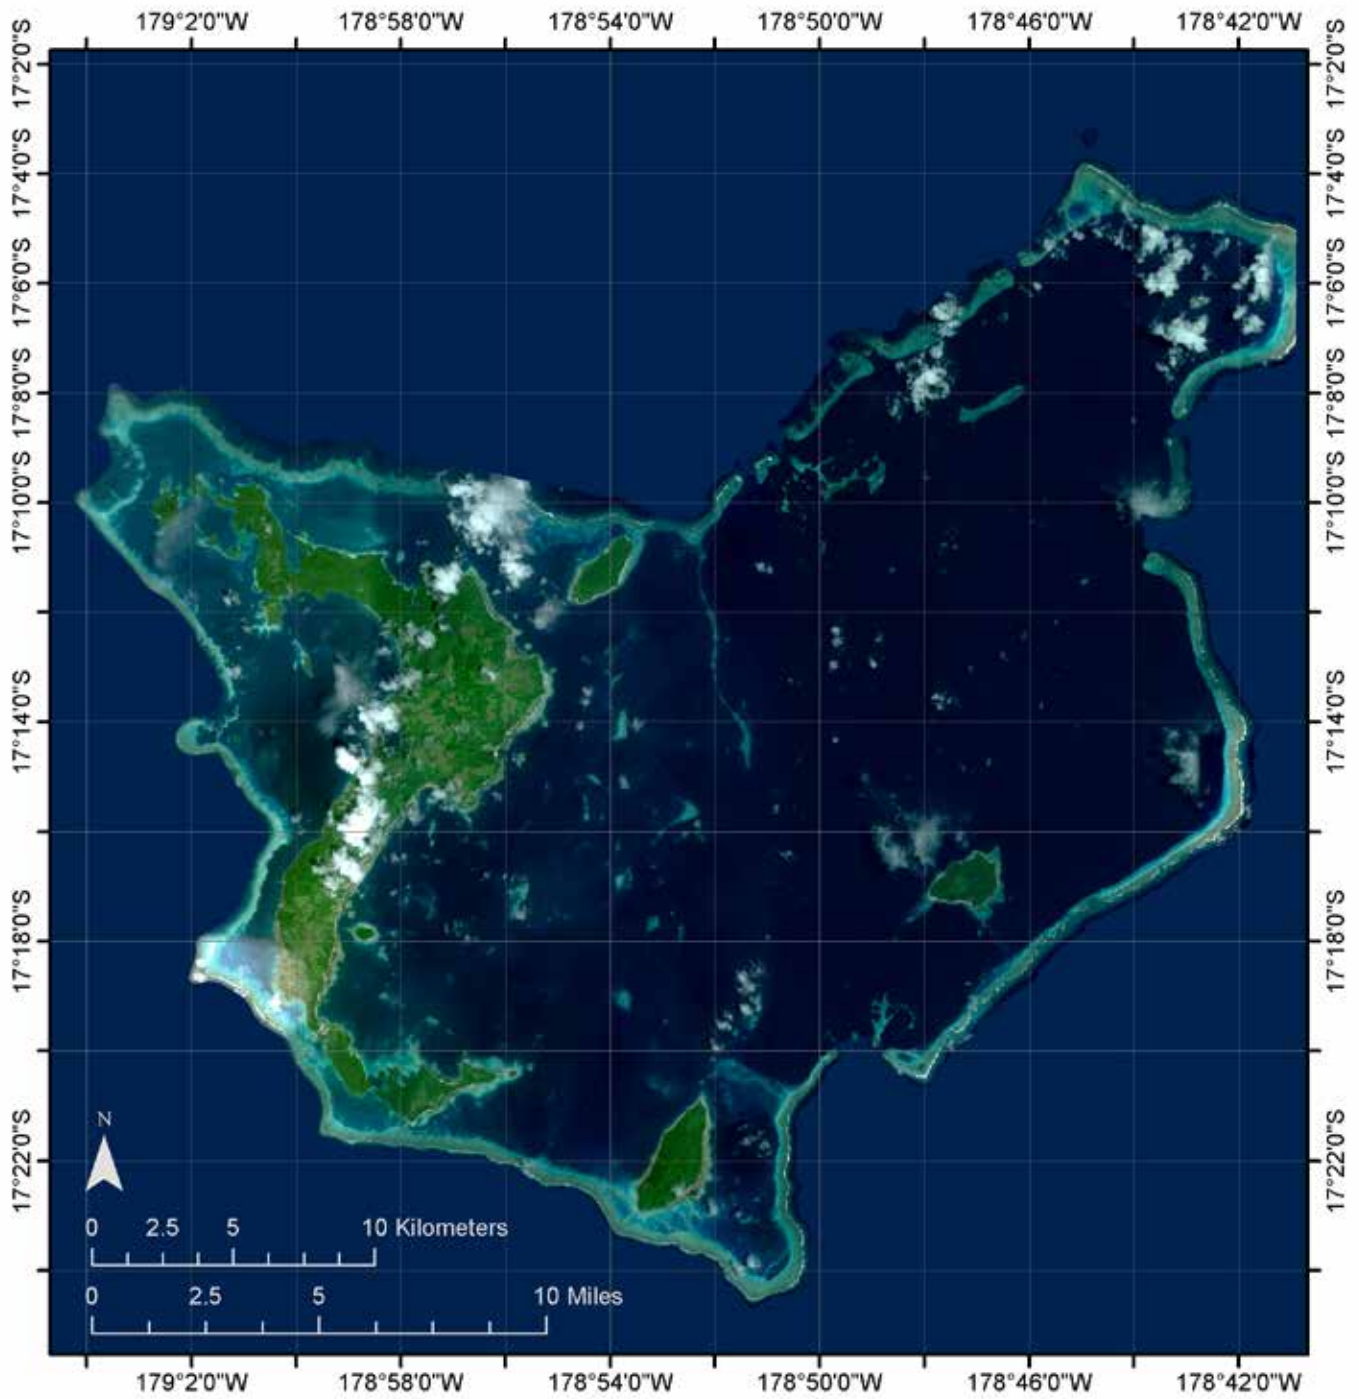 179°2'0"W 178°58'0"W 178°54'0"W 178°50'0"W 178°46'0"W 178°42'0"W
17°2'0"S 17°2'0"S
17°4'0"S 17°4'0"S
17°6'0"S 17°6'0"S
17°8'0"S 17°8'0"S
17°10'0"S 17°10'0"S
17°14'0"S 17°14'0"S
17°18'0"S 17°18'0"S
N
17°22'0"S 17°22'0"S
0 2.5 5 10 Kilometers
0 2.5 5 10 Miles
179°2'0"W 178°58'0"W 178°54'0"W 178°50'0"W 178°46'0"W 178°42'0"W